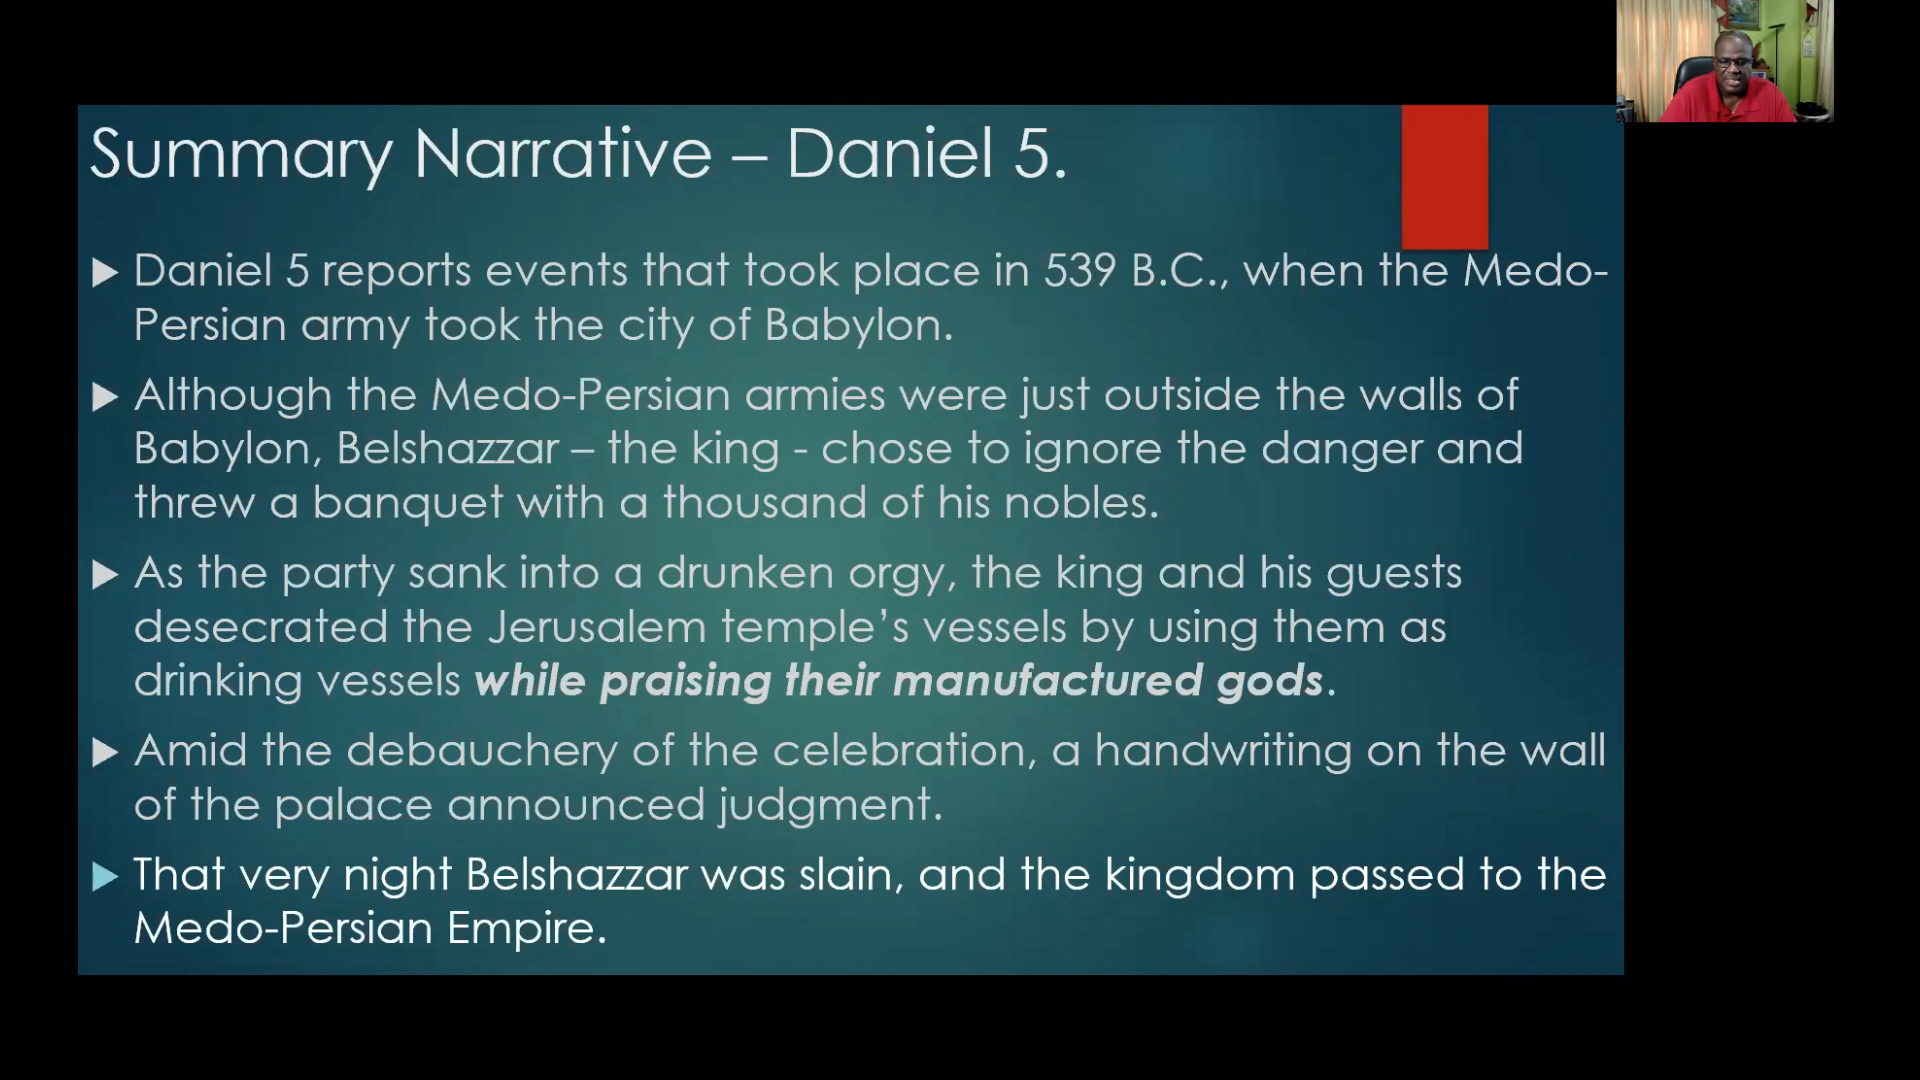 Summary Narrative – Daniel 5.
Daniel 5 reports events that took place in 539 B.C., when the Medo-
Persian army took the city of Babylon.
Although the Medo-Persian armies were just outside the walls of
Babylon, Belshazzar – the king - chose to ignore the danger and
threw a banquet with a thousand of his nobles.
As the party sank into a drunken orgy, the king and his guests
desecrated the Jerusalem temple’s vessels by using them as
drinking vessels while praising their manufactured gods.
Amid the debauchery of the celebration, a handwriting on the wall
of the palace announced judgment.
That very night Belshazzar was slain, and the kingdom passed to the
Medo-Persian Empire.